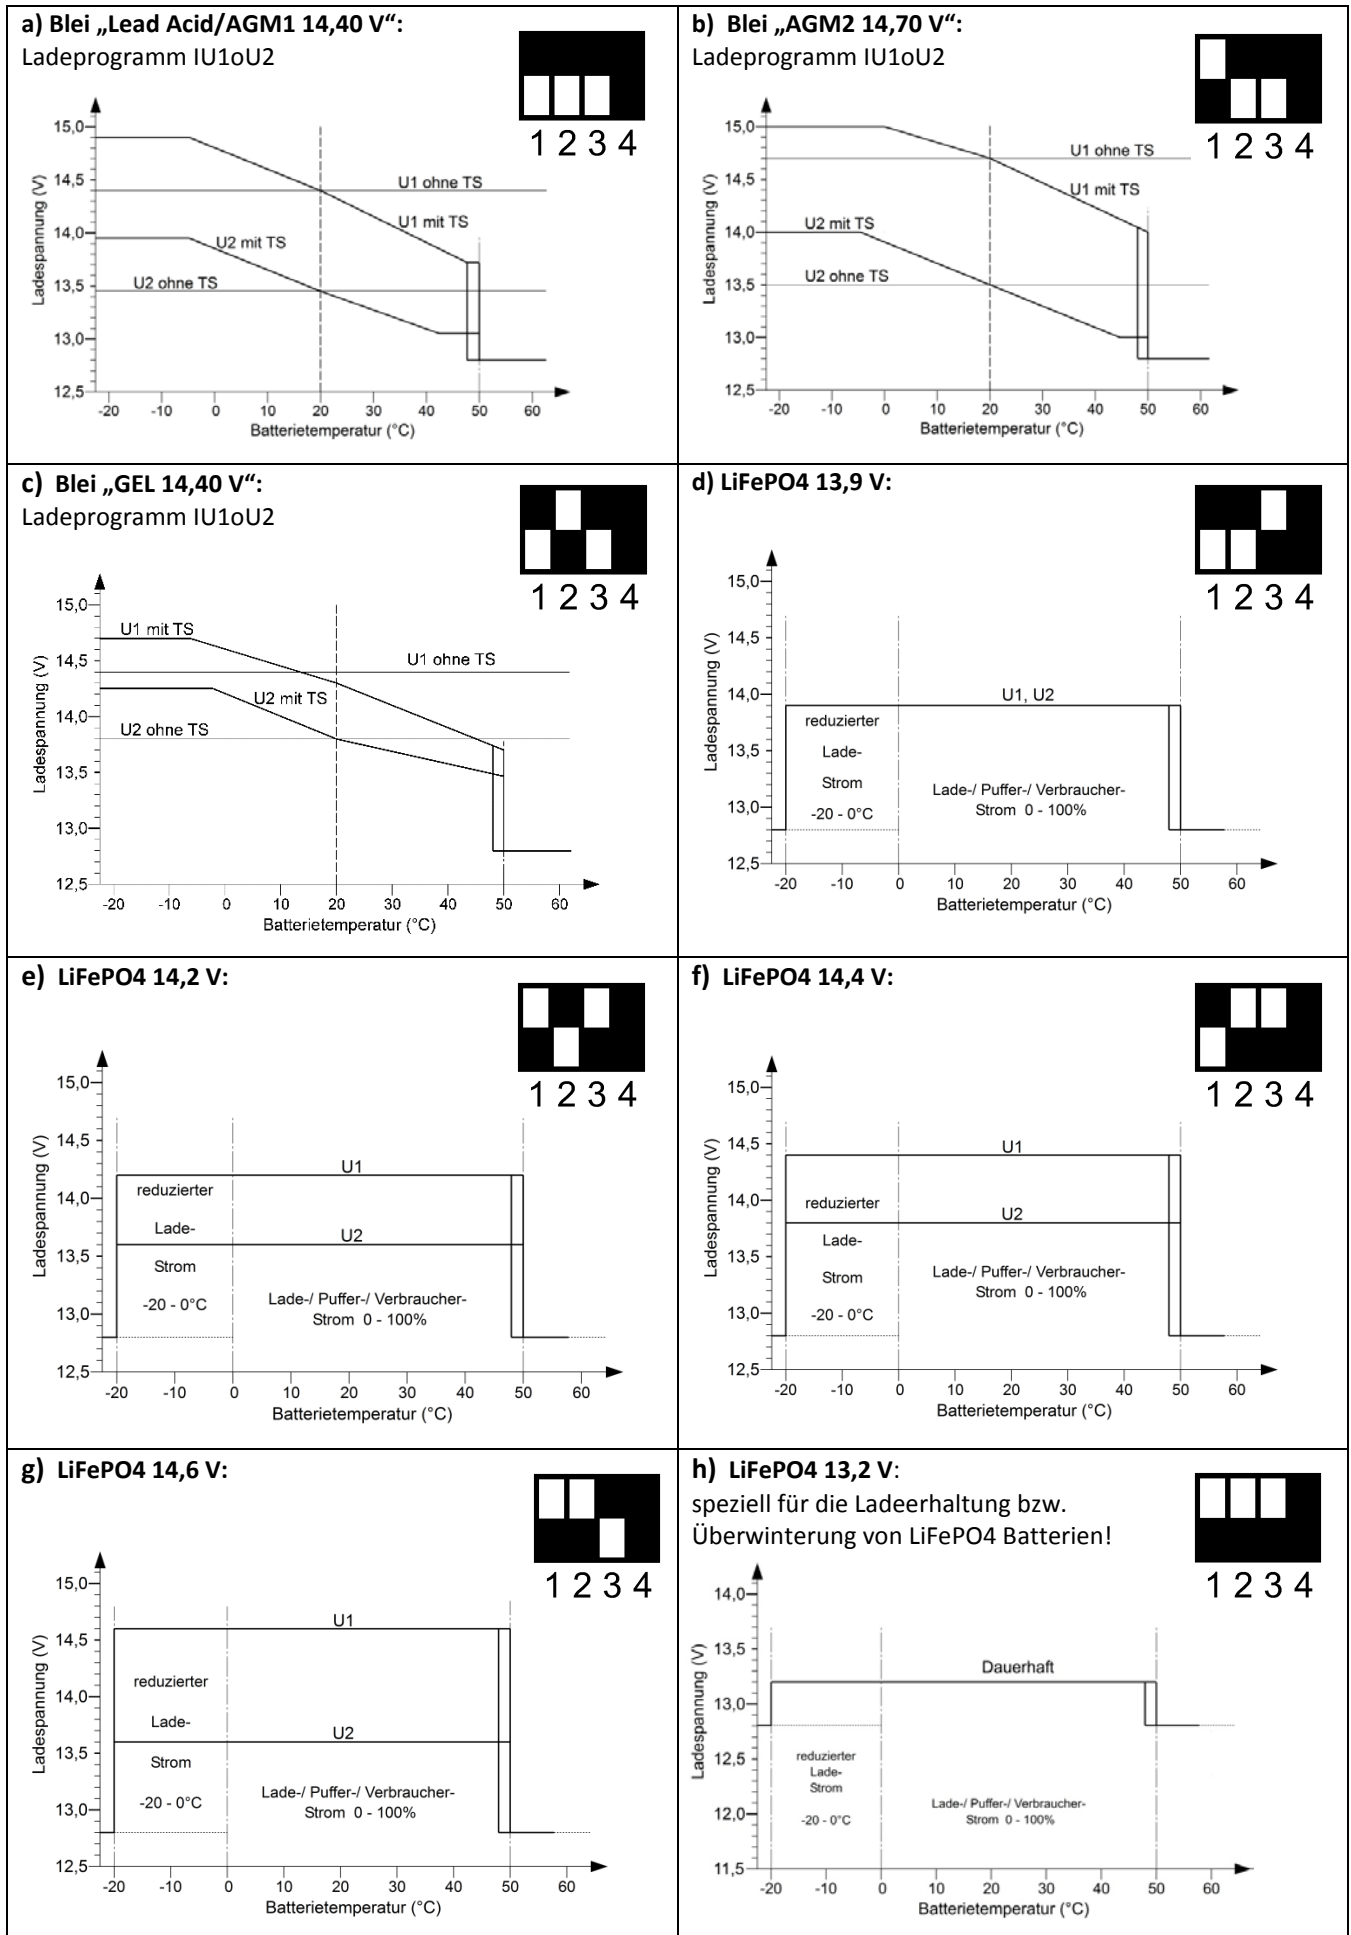 a) Blei „Lead Acid/AGM1 14,40 V“:
Ladeprogramm IU1oU2
1 2 3 4
15,0
14,5
14,0
13,5
13,0
12,5
Ladespannung (V)
U1 ohne TS
U1 mit TS
U2 mit TS
U2 ohne TS
-20 -10 0 10 20 30 40 50 60
Batterietemperatur (°C)
b) Blei „AGM2 14,70 V“:
Ladeprogramm IU1oU2
1 2 3 4
15,0
14,5
14,0
13,5
13,0
12,5
Ladespannung (V)
U1 ohne TS
U1 mit TS
U2 mit TS
U2 ohne TS
-20 -10 0 10 20 30 40 50 60
Batterietemperatur (°C)
c) Blei „GEL 14,40 V“:
Ladeprogramm IU1oU2
1 2 3 4
15,0
14,5
14,0
13,5
13,0
12,5
Ladespannung (V)
U1 mit TS
U1 ohne TS
U2 mit TS
U2 ohne TS
-20 -10 0 10 20 30 40 50 60
Batterietemperatur (°C)
d) LiFePO4 13,9 V:
1 2 3 4
15,0
14,5
14,0
13,5
13,0
12,5
Ladespannung (V)
U1, U2
reduzierter
Lade-
Strom
-20 - 0°C
Lade-/ Puffer-/ Verbraucher-
Strom 0 - 100%
-20 -10 0 10 20 30 40 50 60
Batterietemperatur (°C)
e) LiFePO4 14,2 V:
1 2 3 4
15,0
14,5
14,0
13,5
13,0
12,5
Ladespannung (V)
U1
reduzierter
Lade-
U2
Strom
-20 - 0°C
Lade-/ Puffer-/ Verbraucher-
Strom 0 - 100%
-20 -10 0 10 20 30 40 50 60
Batterietemperatur (°C)
f) LiFePO4 14,4 V:
1 2 3 4
15,0
14,5
14,0
13,5
13,0
12,5
Ladespannung (V)
U1
reduzierter
U2
Lade-
Strom
-20 - 0°C
Lade-/ Puffer-/ Verbraucher-
Strom 0 - 100%
-20 -10 0 10 20 30 40 50 60
Batterietemperatur (°C)
g) LiFePO4 14,6 V:
1 2 3 4
15,0
14,5
14,0
13,5
13,0
12,5
Ladespannung (V)
U1
reduzierter
Lade-
U2
Strom
-20 - 0°C
Lade-/ Puffer-/ Verbraucher-
Strom 0 - 100%
-20 -10 0 10 20 30 40 50 60
Batterietemperatur (°C)
h) LiFePO4 13,2 V:
speziell für die Ladeerhaltung bzw.
Überwinterung von LiFePO4 Batterien!
1 2 3 4
14,0
13,5
13,0
12,5
12,0
11,5
Ladespannung (V)
Dauerhaft
reduzierter
Lade-
Strom
-20 - 0°C
Lade-/ Puffer-/ Verbraucher-
Strom 0 - 100%
-20 -10 0 10 20 30 40 50 60
Batterietemperatur (°C)